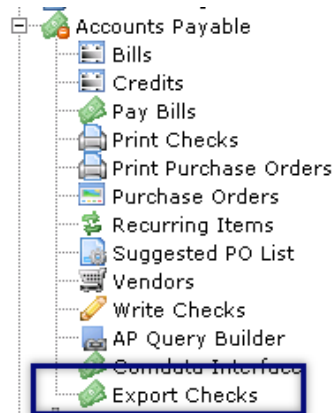 Accounts Payable
Bills
Credits
Pay Bills
Print Checks
Print Purchase Orders
Purchase Orders
Recurring Items
Suggested PO List
Vendors
Write Checks
AP Query Builder
Comdata Interface
Export Checks